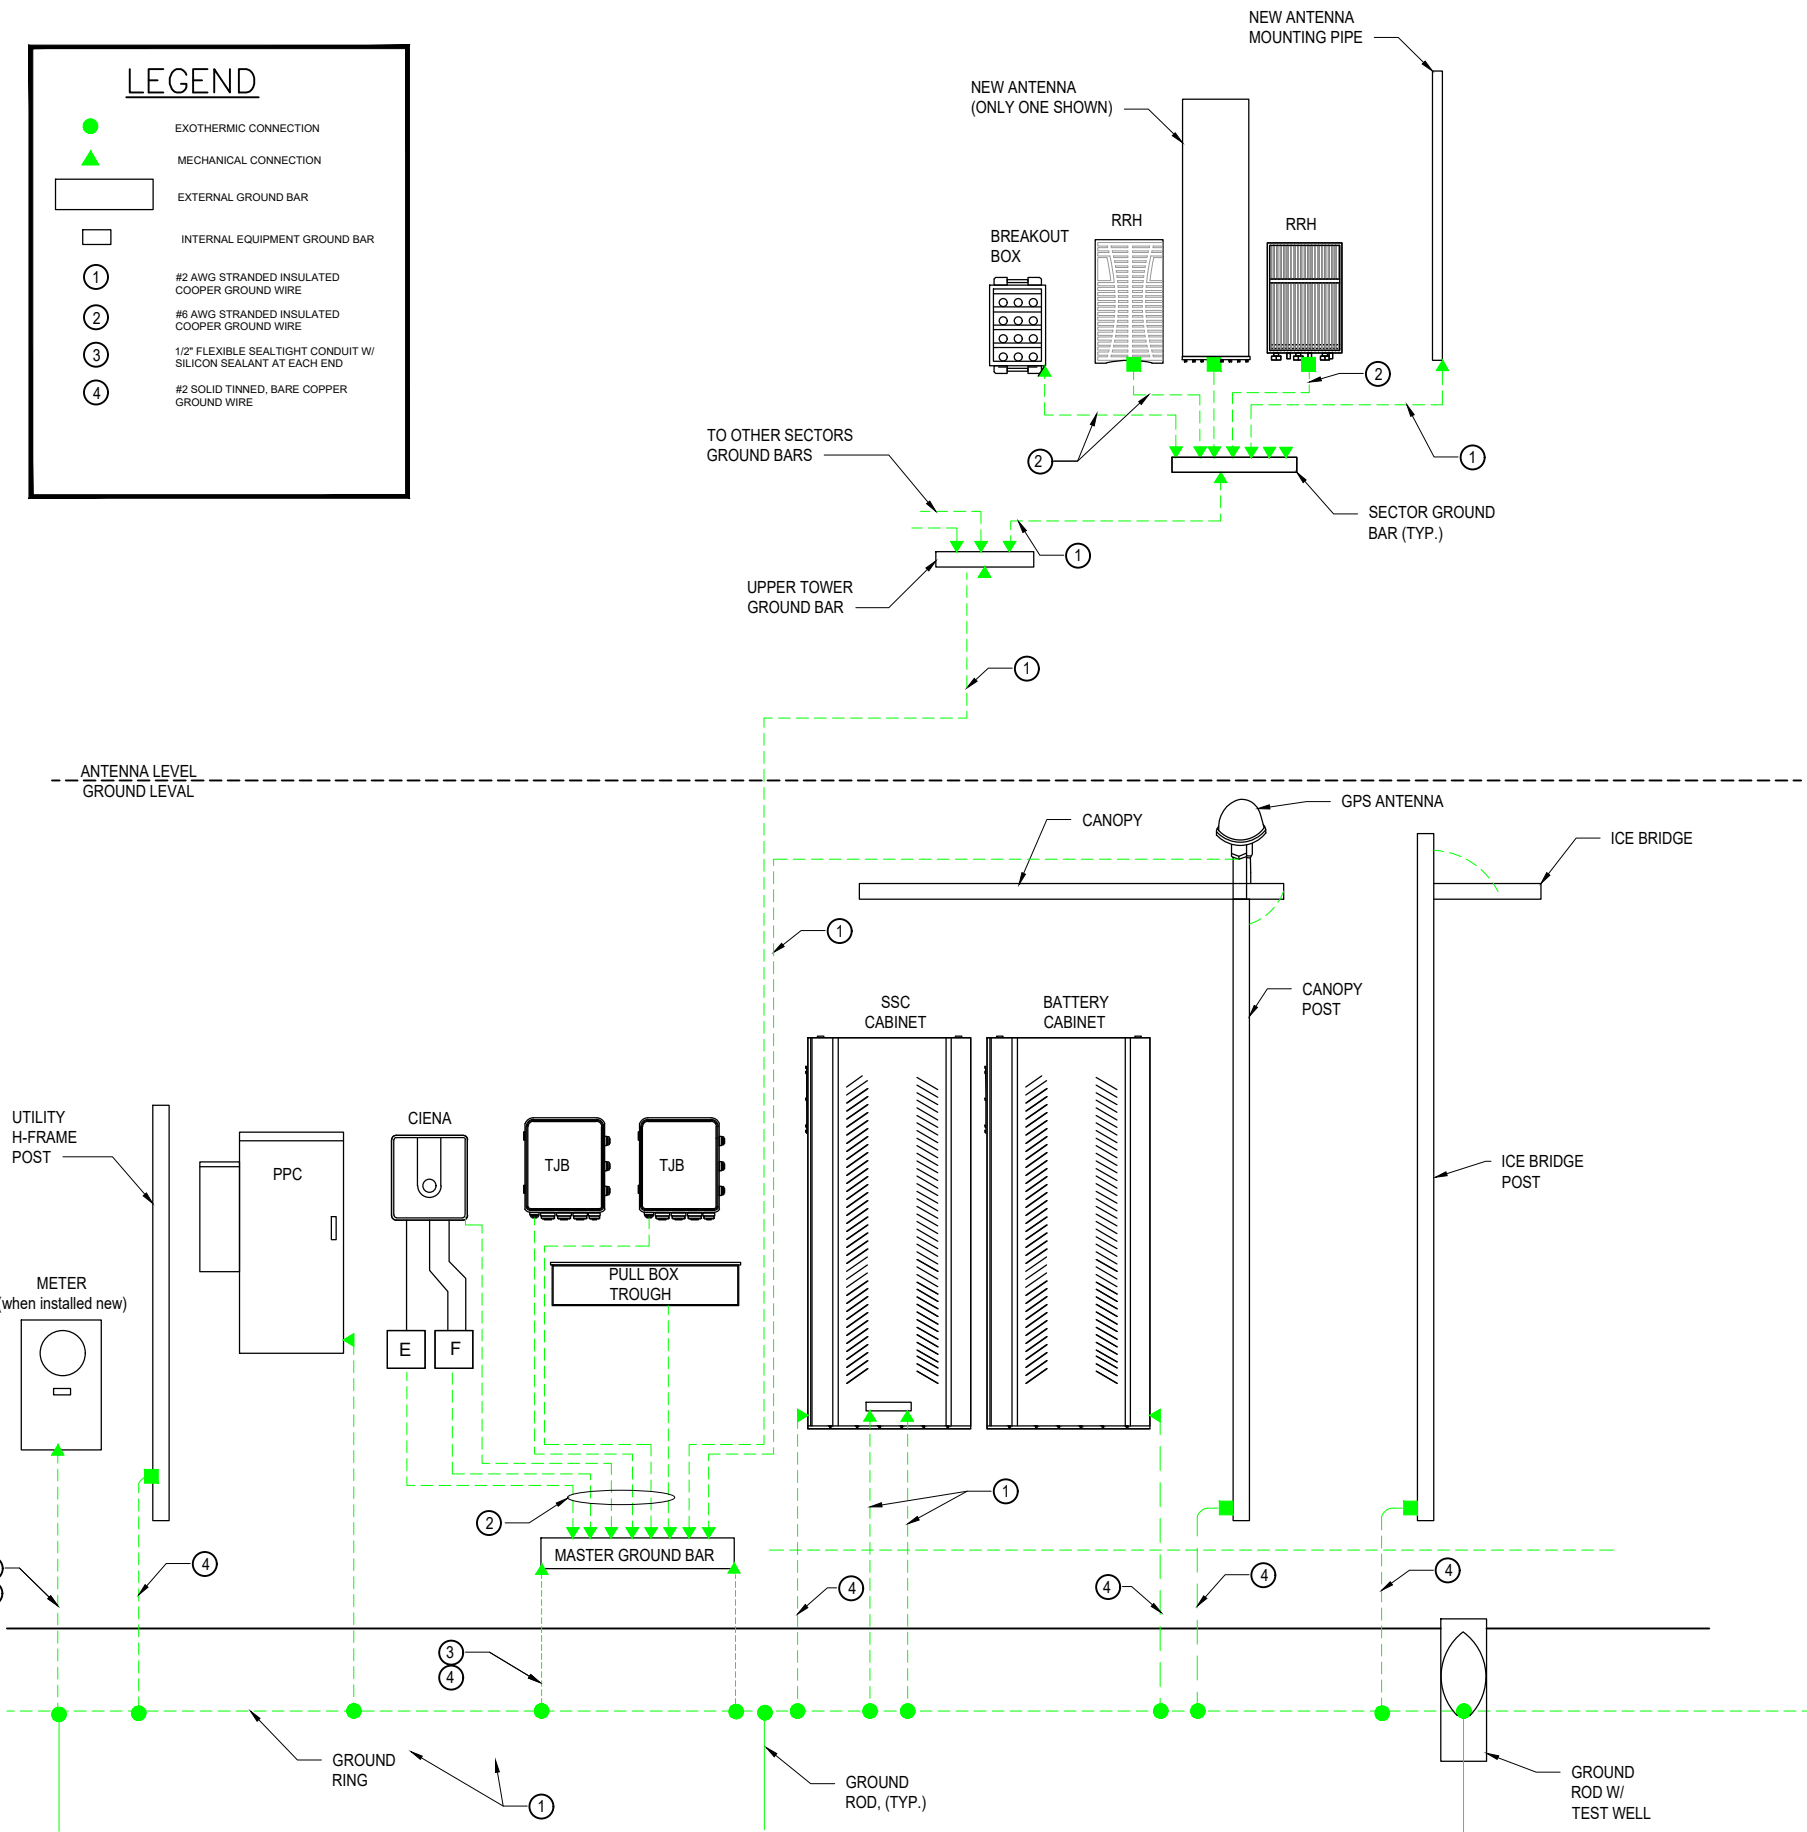 LEGEND
EXOTHERMIC CONNECTION
MECHANICAL CONNECTION
EXTERNAL GROUND BAR
INTERNAL EQUIPMENT GROUND BAR
1
#2 AWG STRANDED INSULATED
COOPER GROUND WIRE
2
#6 AWG STRANDED INSULATED
COOPER GROUND WIRE
3
1/2" FLEXIBLE SEALTIGHT CONDUIT W/
SILICON SEALANT AT EACH END
4
#2 SOLID TINNED, BARE COPPER
GROUND WIRE
NEW ANTENNA
MOUNTING PIPE
NEW ANTENNA
(ONLY ONE SHOWN)
RRH
RRH
BREAKOUT
BOX
2
2
1
TO OTHER SECTORS
GROUND BARS
SECTOR GROUND
BAR (TYP.)
1
UPPER TOWER
GROUND BAR
1
ANTENNA LEVEL
GROUND LEVAL
GPS ANTENNA
CANOPY
ICE BRIDGE
1
SSC
CABINET
BATTERY
CABINET
CANOPY
POST
UTILITY
H-FRAME
POST
PPC
CIENA
TJB
TJB
ICE BRIDGE
POST
METER
(when installed new)
PULL BOX
TROUGH
E
F
1
2
MASTER GROUND BAR
4
4
4
4
4
3
4
GROUND
RING
1
GROUND
ROD, (TYP.)
GROUND
ROD W/
TEST WELL